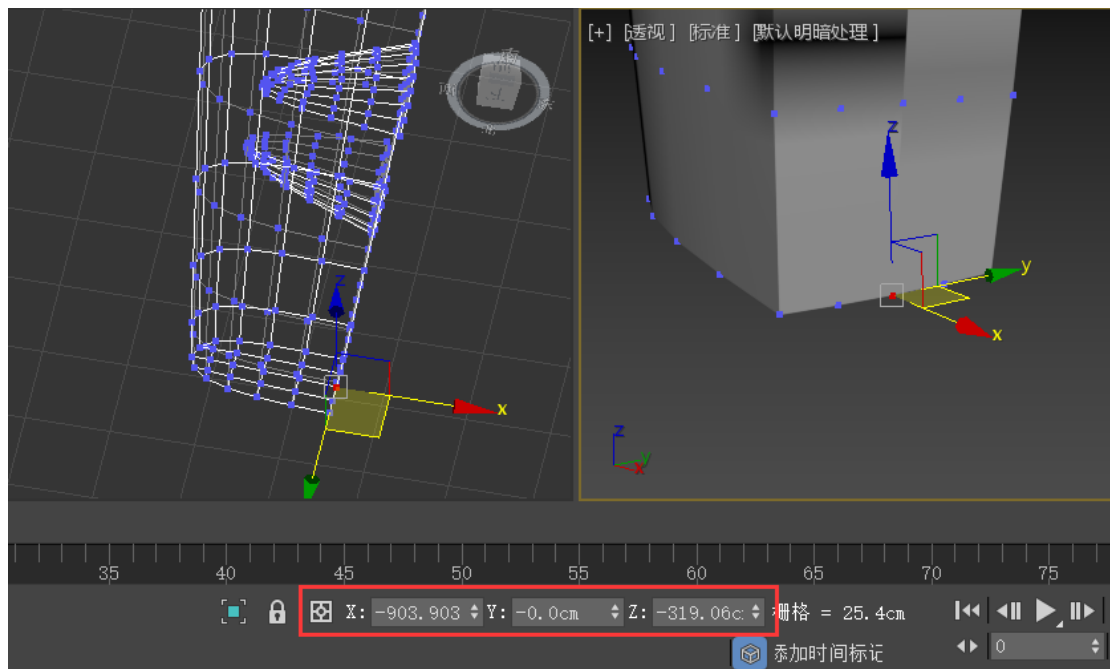 [+] [透视] [标准] [默认明暗处理]
z
x
z
y
x
z
y
x
35 40 45 50 55 60 65 70 75
X: -903.903 Y: -0.0cm Z: -319.06c 栅格 = 25.4cm
添加时间标记 0